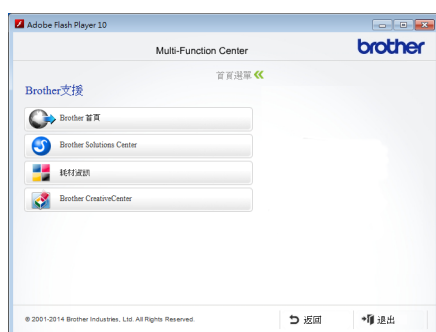 Adobe Flash Player 10
Multi-Function Center
brother
首頁選單
Brother支援
Brother 首頁
Brother Solutions Center
耗材資訊
Brother CreativeCenter
© 2001-2014 Brother Industries, Ltd. All Rights Reserved.
返回
退出